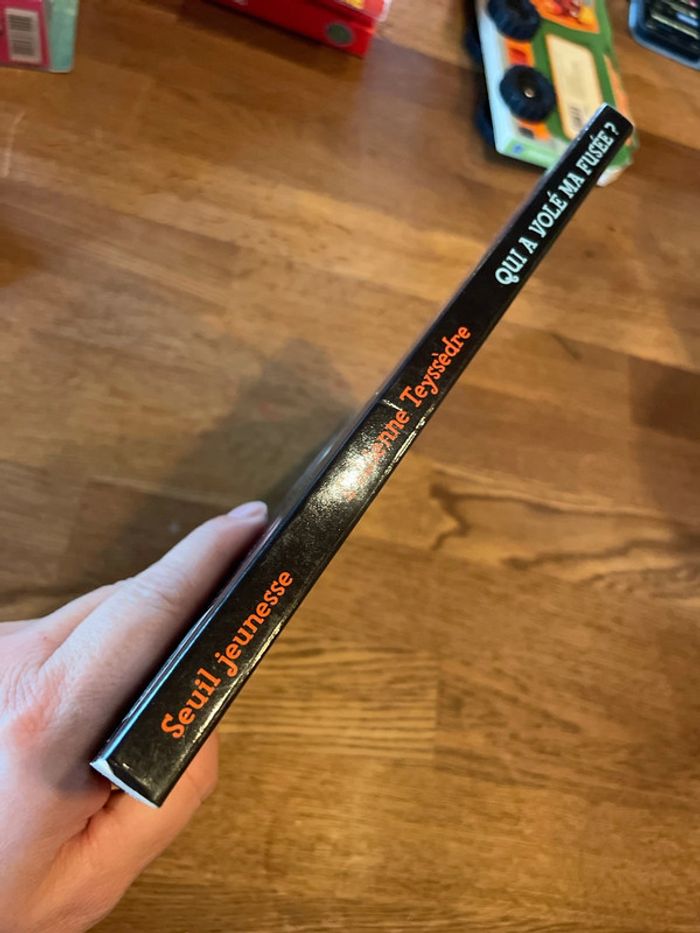 Seuil jeunesse
Teyssèdre
QUI A VOLÉ MA FUSÉE ?